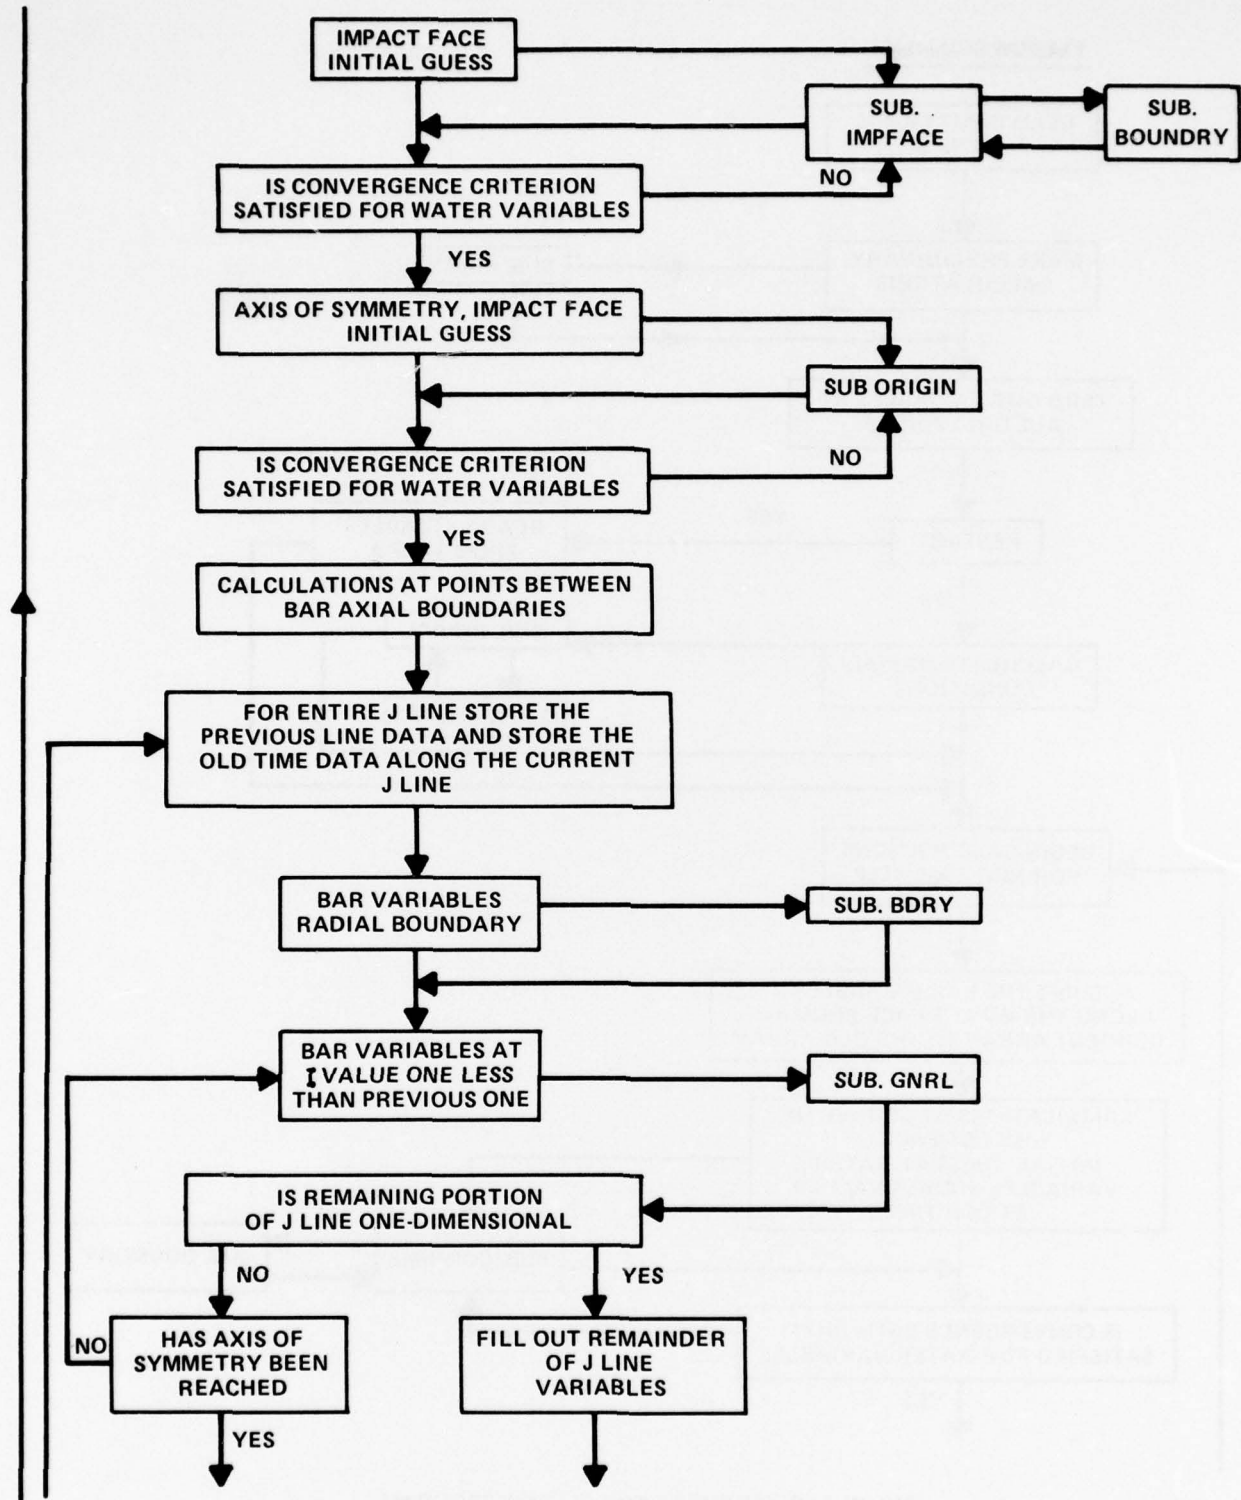 IMPACT FACE
INITIAL GUESS
SUB.
IMPFACE
SUB.
BOUNDRY
IS CONVERGENCE CRITERION
SATISFIED FOR WATER VARIABLES
NO
YES
AXIS OF SYMMETRY, IMPACT FACE
INITIAL GUESS
SUB ORIGIN
IS CONVERGENCE CRITERION
SATISFIED FOR WATER VARIABLES
NO
YES
CALCULATIONS AT POINTS BETWEEN
BAR AXIAL BOUNDARIES
FOR ENTIRE J LINE STORE THE
PREVIOUS LINE DATA AND STORE THE
OLD TIME DATA ALONG THE CURRENT
J LINE
BAR VARIABLES
RADIAL BOUNDARY
SUB. BDRY
BAR VARIABLES AT
I VALUE ONE LESS
THAN PREVIOUS ONE
SUB. GNRL
IS REMAINING PORTION
OF J LINE ONE-DIMENSIONAL
NO
YES
NO
HAS AXIS OF
SYMMETRY BEEN
REACHED
FILL OUT REMAINDER
OF J LINE
VARIABLES
YES